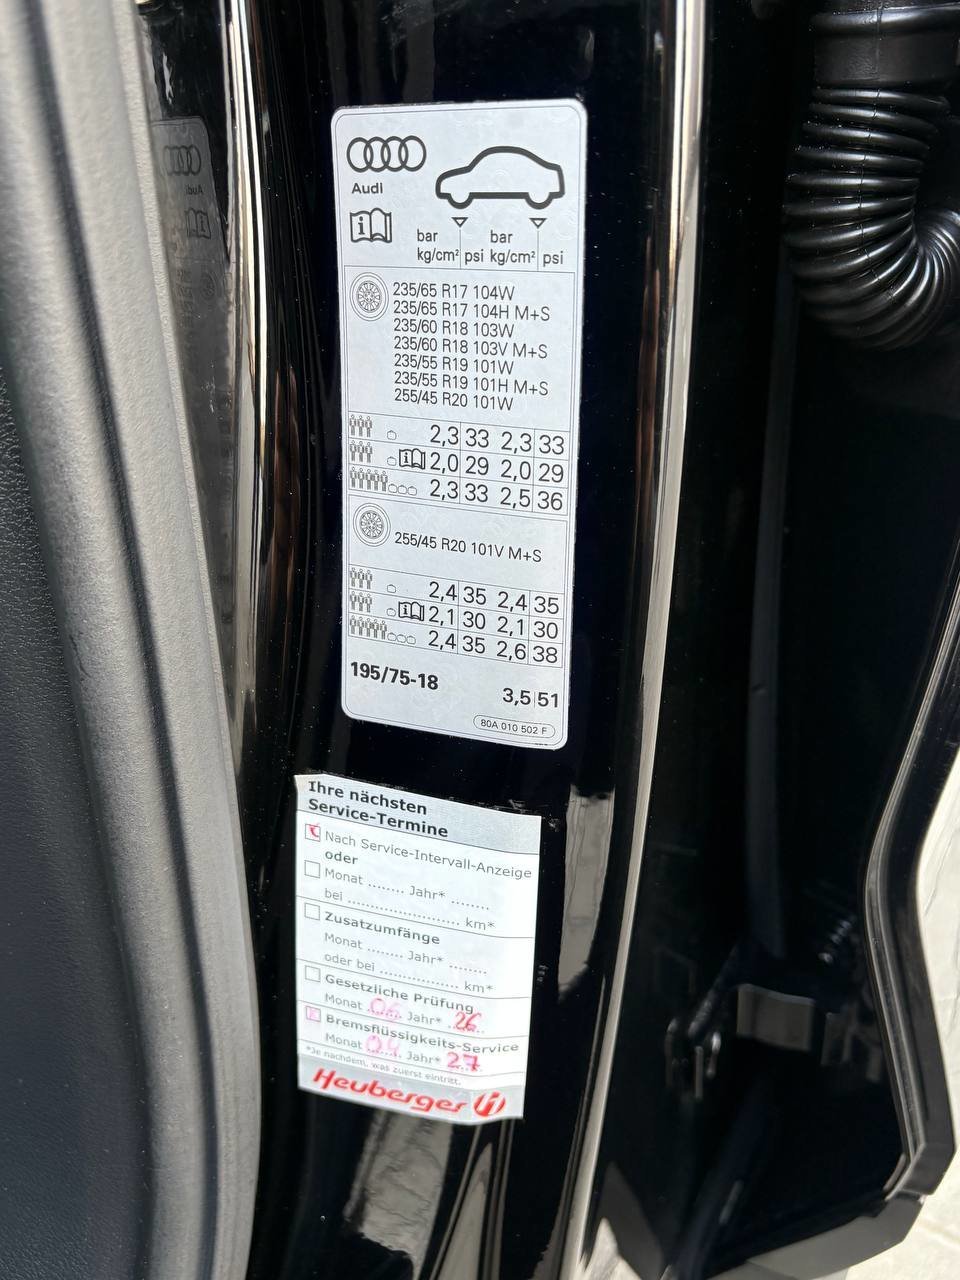 Audi
bar bar
kg/cm² psi kg/cm² psi
235/65 R17 104W
235/65 R17 104H M+S
235/60 R18 103W
235/60 R18 103V M+S
235/55 R19 101W
235/55 R19 101H M+S
255/45 R20 101W
2,3 33 2,3 33
i 2,0 29 2,0 29
2,3 33 2,5 36
255/45 R20 101V M+S
2,4 35 2,4 35
i 2,1 30 2,1 30
2,4 35 2,6 38
195/75-18 3,5 51
80A 010 502 F
Ihre nächsten
Service-Termine
Nach Service-Intervall-Anzeige
oder
Monat ........ Jahr* ........
bei ....................... km*
Zusatzumfänge
Monat ........ Jahr* ........
oder bei ................ km*
Gesetzliche Prüfung
Monat 06 Jahr* 26
Bremsflüssigkeits-Service
Monat 04 Jahr* 27
*Je nachdem, was zuerst eintritt.
Heuberger